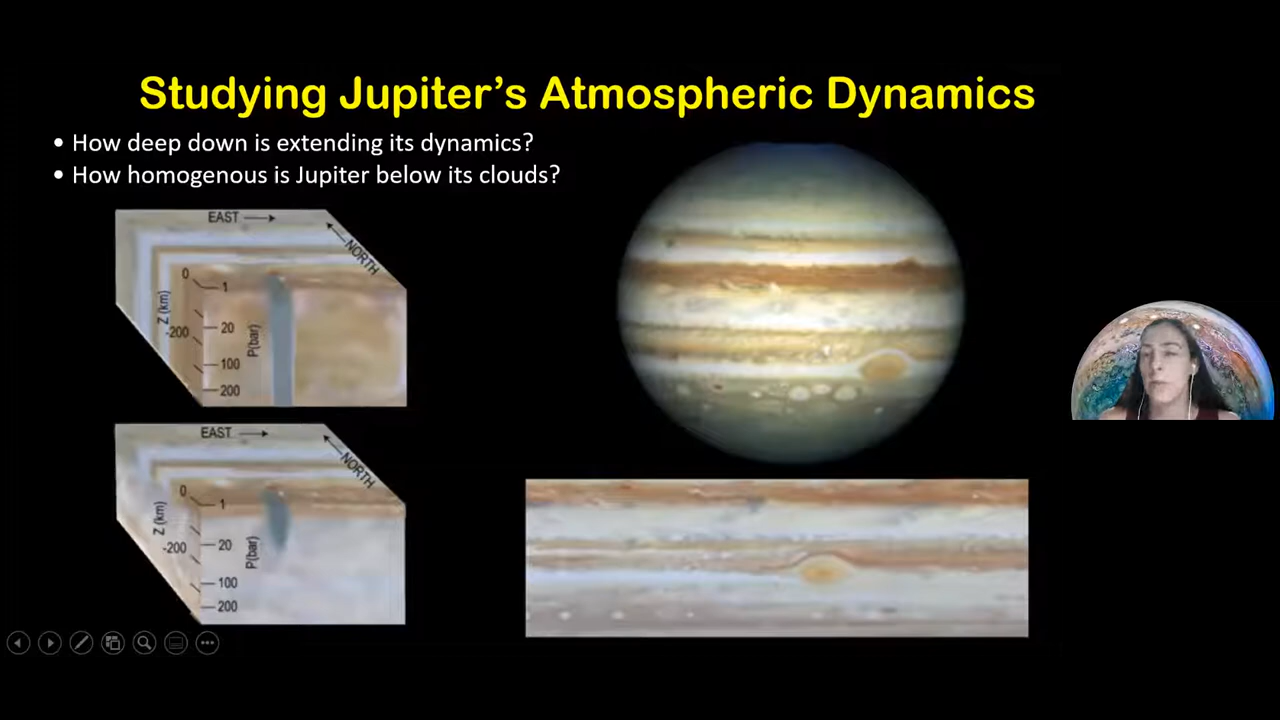 Studying Jupiter’s Atmospheric Dynamics
• How deep down is extending its dynamics?
• How homogenous is Jupiter below its clouds?
EAST
NORTH
0
1
Z (km)
20
-200
P(bar)
100
200
EAST
NORTH
0
1
Z (km)
20
-200
P(bar)
100
200